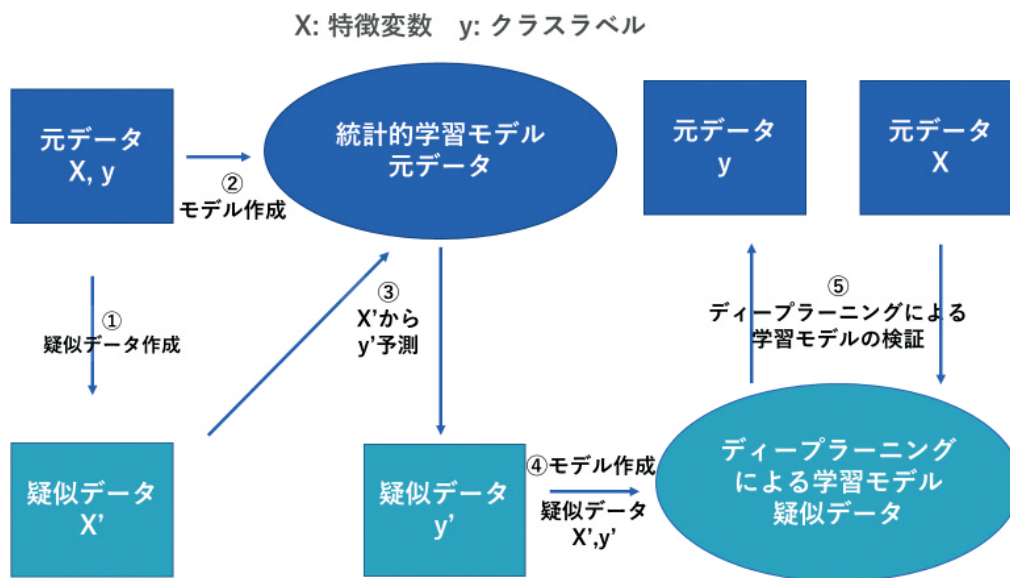 X: 特徴変数　y: クラスラベル
元データ
X, y
②
モデル作成
統計的学習モデル
元データ
元データ
y
元データ
X
①
疑似データ作成
③
X’から
y’予測
⑤
ディープラーニングによる
学習モデルの検証
疑似データ
X’
疑似データ
y’
④モデル作成
疑似データ
X’,y’
ディープラーニング
による学習モデル
疑似データ